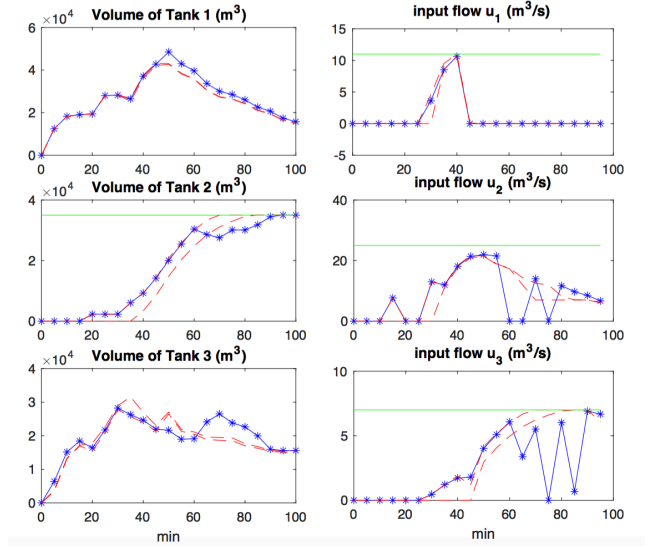 Volume of Tank 1 (m³)
×10⁴
6
4
2
0
0 20 40 60 80 100
input flow u₁ (m³/s)
15
10
5
0
-5
0 20 40 60 80 100
Volume of Tank 2 (m³)
×10⁴
4
2
0
0 20 40 60 80 100
input flow u₂ (m³/s)
40
20
0
0 20 40 60 80 100
Volume of Tank 3 (m³)
×10⁴
4
3
2
1
0
0 20 40 60 80 100
min
input flow u₃ (m³/s)
10
5
0
0 20 40 60 80 100
min